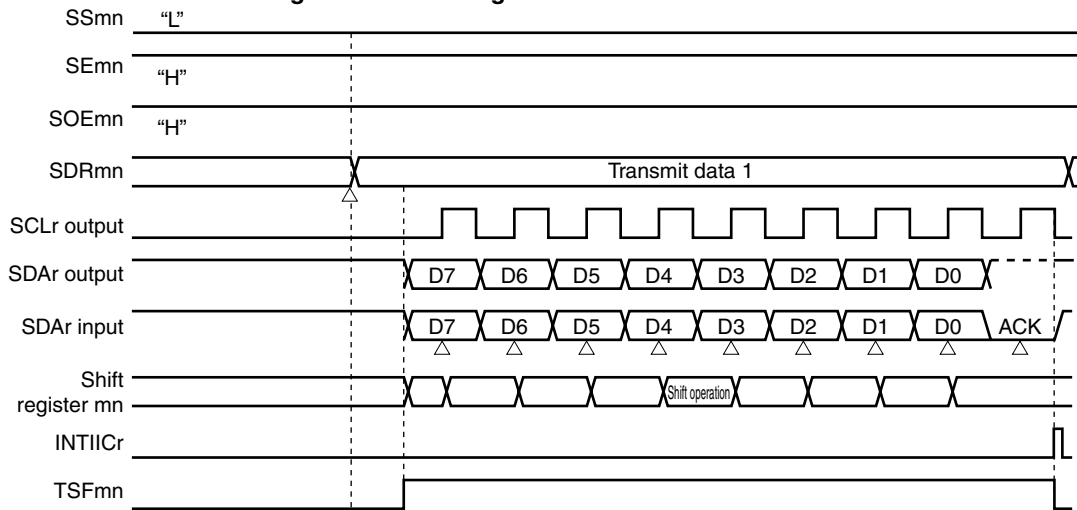 SSmn "L"
SEmn "H"
SOEmn "H"
SDRmn Transmit data 1
SCLr output
SDAr output D7 D6 D5 D4 D3 D2 D1 D0
SDAr input D7 D6 D5 D4 D3 D2 D1 D0 ACK
Shift
register mn Shift operation
INTIICr
TSFmn